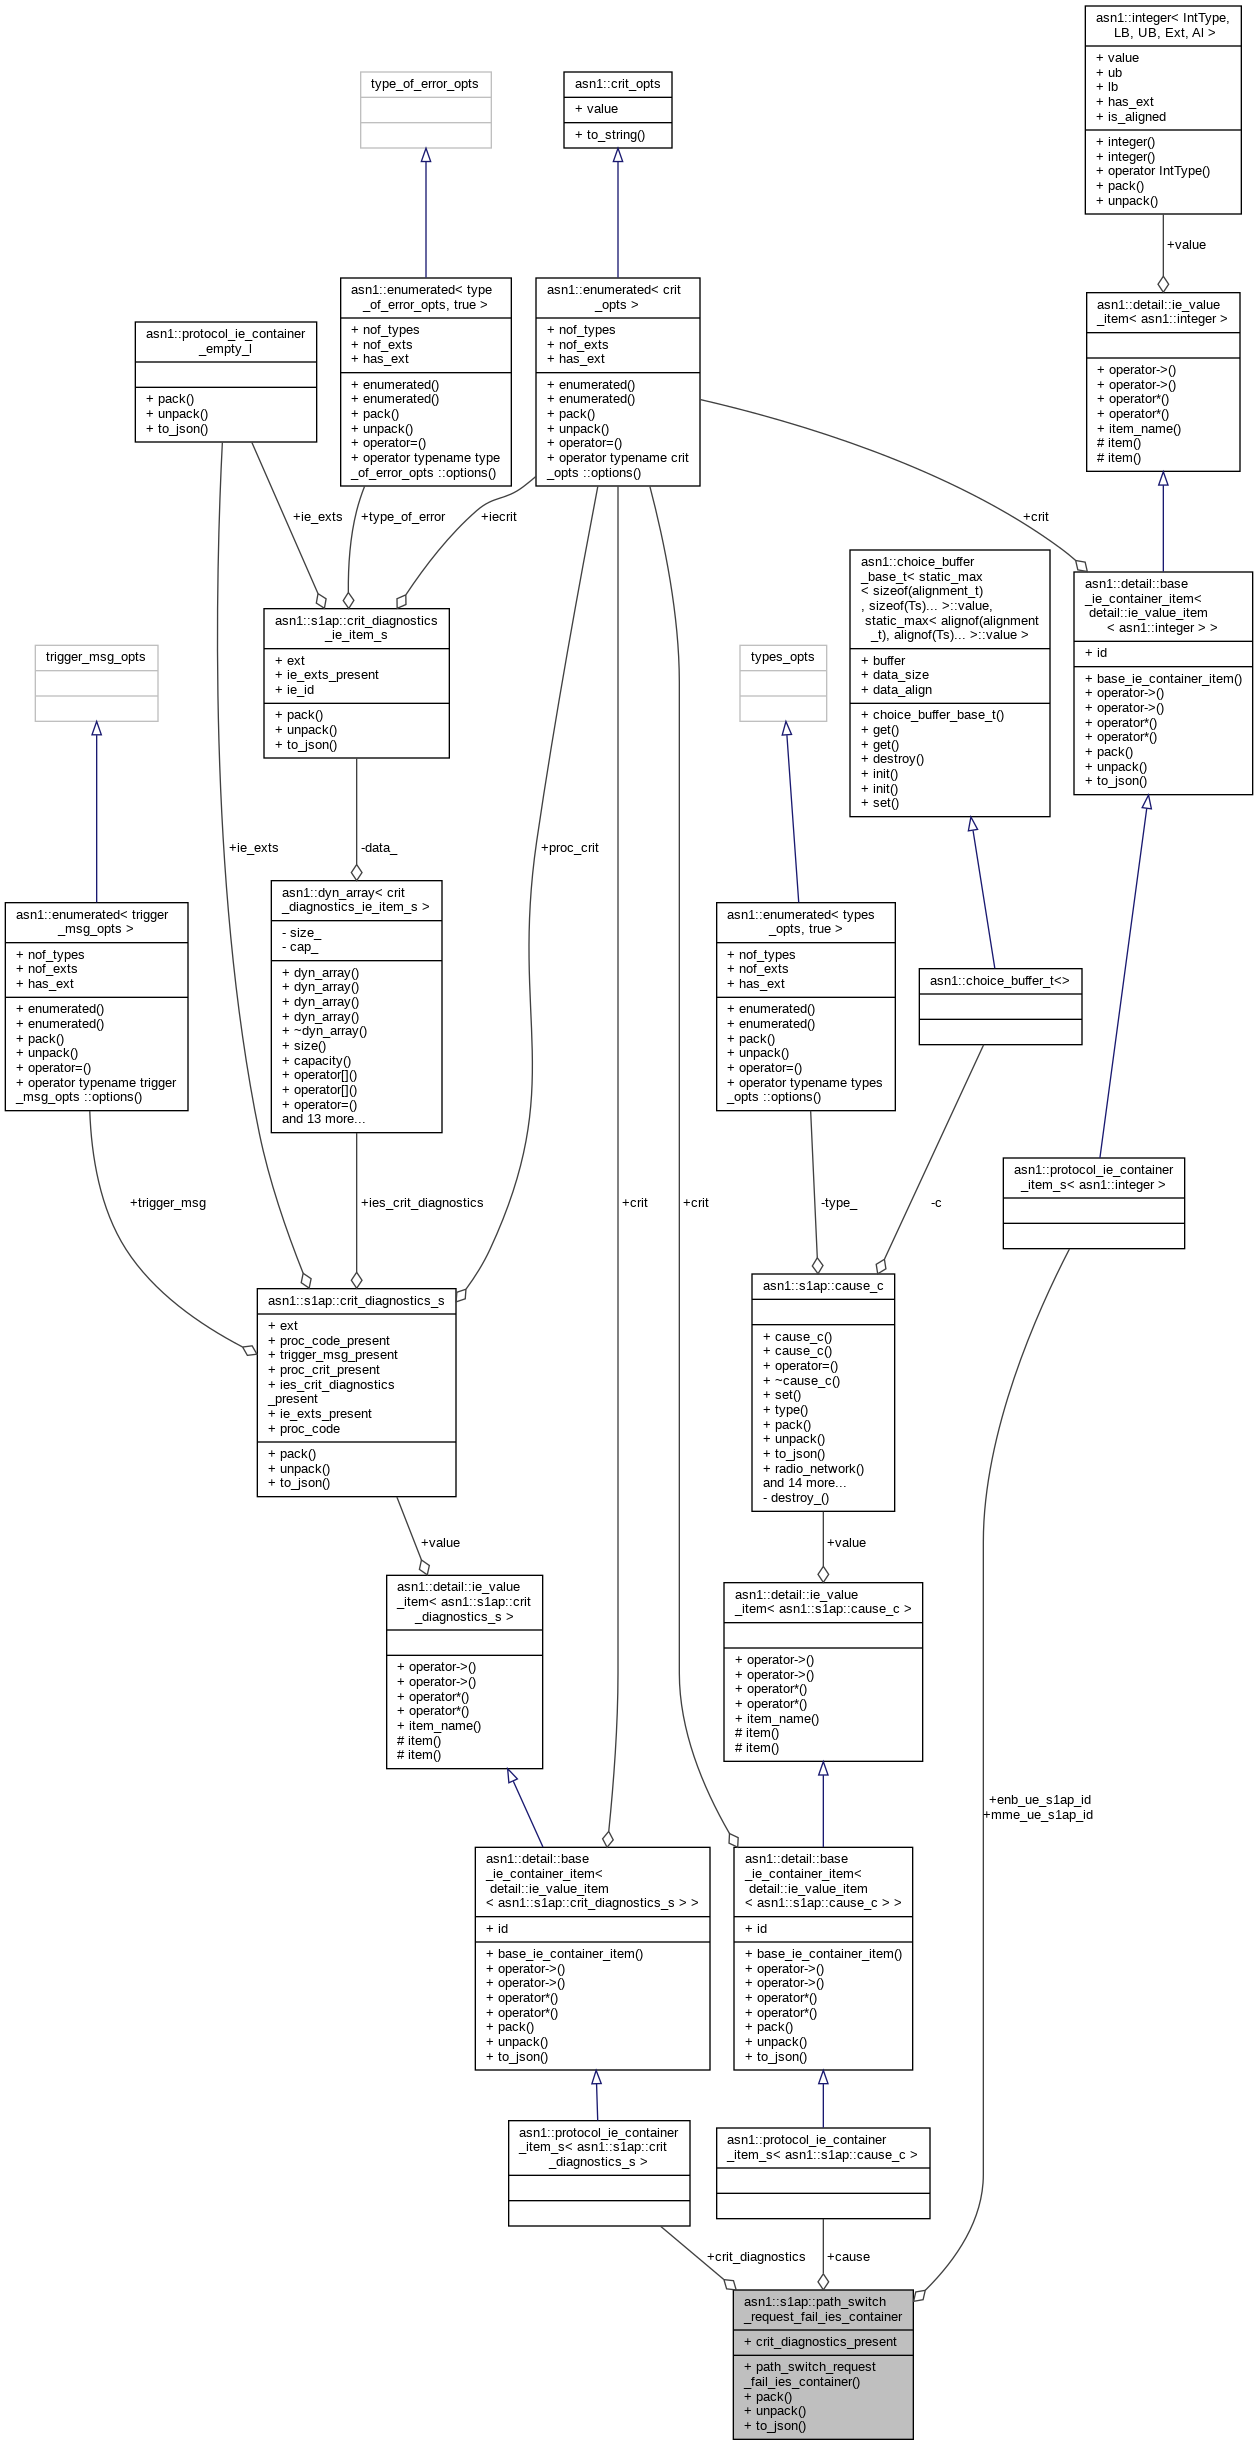 asn1::integer< IntType,
LB, UB, Ext, Al >
+ value
+ ub
+ lb
+ has_ext
+ is_aligned
+ integer()
+ integer()
+ operator IntType()
+ pack()
+ unpack()
type_of_error_opts
asn1::crit_opts
+ value
+ to_string()
+value
asn1::enumerated< type
_of_error_opts, true >
+ nof_types
+ nof_exts
+ has_ext
+ enumerated()
+ enumerated()
+ pack()
+ unpack()
+ operator=()
+ operator typename type
_of_error_opts ::options()
asn1::enumerated< crit
_opts >
+ nof_types
+ nof_exts
+ has_ext
+ enumerated()
+ enumerated()
+ pack()
+ unpack()
+ operator=()
+ operator typename crit
_opts ::options()
asn1::detail::ie_value
_item< asn1::integer >
+ operator->()
+ operator->()
+ operator*()
+ operator*()
+ item_name()
# item()
# item()
asn1::protocol_ie_container
_empty_l
+ pack()
+ unpack()
+ to_json()
+ie_exts
+type_of_error
+iecrit
+crit
asn1::choice_buffer
_base_t< static_max
< sizeof(alignment_t)
, sizeof(Ts)... >::value,
static_max< alignof(alignment
_t), alignof(Ts)... >::value >
+ buffer
+ data_size
+ data_align
+ choice_buffer_base_t()
+ get()
+ get()
+ destroy()
+ init()
+ init()
+ set()
asn1::detail::base
_ie_container_item<
detail::ie_value_item
< asn1::integer > >
+ id
+ base_ie_container_item()
+ operator->()
+ operator->()
+ operator*()
+ operator*()
+ pack()
+ unpack()
+ to_json()
asn1::s1ap::crit_diagnostics
_ie_item_s
+ ext
+ ie_exts_present
+ ie_id
+ pack()
+ unpack()
+ to_json()
trigger_msg_opts
types_opts
+ie_exts
-data_
+proc_crit
asn1::dyn_array< crit
_diagnostics_ie_item_s >
- size_
- cap_
+ dyn_array()
+ dyn_array()
+ dyn_array()
+ dyn_array()
+ ~dyn_array()
+ size()
+ capacity()
+ operator[]()
+ operator[]()
+ operator=()
and 13 more...
asn1::enumerated< trigger
_msg_opts >
+ nof_types
+ nof_exts
+ has_ext
+ enumerated()
+ enumerated()
+ pack()
+ unpack()
+ operator=()
+ operator typename trigger
_msg_opts ::options()
asn1::enumerated< types
_opts, true >
+ nof_types
+ nof_exts
+ has_ext
+ enumerated()
+ enumerated()
+ pack()
+ unpack()
+ operator=()
+ operator typename types
_opts ::options()
asn1::choice_buffer_t<>
asn1::protocol_ie_container
_item_s< asn1::integer >
+trigger_msg
+ies_crit_diagnostics
+crit
+crit
-type_
-c
asn1::s1ap::crit_diagnostics_s
+ ext
+ proc_code_present
+ trigger_msg_present
+ proc_crit_present
+ ies_crit_diagnostics
_present
+ ie_exts_present
+ proc_code
+ pack()
+ unpack()
+ to_json()
asn1::s1ap::cause_c
+ cause_c()
+ cause_c()
+ operator=()
+ ~cause_c()
+ set()
+ type()
+ pack()
+ unpack()
+ to_json()
+ radio_network()
and 14 more...
- destroy_()
+value
+value
asn1::detail::ie_value
_item< asn1::s1ap::crit
_diagnostics_s >
+ operator->()
+ operator->()
+ operator*()
+ operator*()
+ item_name()
# item()
# item()
asn1::detail::ie_value
_item< asn1::s1ap::cause_c >
+ operator->()
+ operator->()
+ operator*()
+ operator*()
+ item_name()
# item()
# item()
+enb_ue_s1ap_id
+mme_ue_s1ap_id
asn1::detail::base
_ie_container_item<
detail::ie_value_item
< asn1::s1ap::crit_diagnostics_s > >
+ id
+ base_ie_container_item()
+ operator->()
+ operator->()
+ operator*()
+ operator*()
+ pack()
+ unpack()
+ to_json()
asn1::detail::base
_ie_container_item<
detail::ie_value_item
< asn1::s1ap::cause_c > >
+ id
+ base_ie_container_item()
+ operator->()
+ operator->()
+ operator*()
+ operator*()
+ pack()
+ unpack()
+ to_json()
asn1::protocol_ie_container
_item_s< asn1::s1ap::crit
_diagnostics_s >
asn1::protocol_ie_container
_item_s< asn1::s1ap::cause_c >
+crit_diagnostics
+cause
asn1::s1ap::path_switch
_request_fail_ies_container
+ crit_diagnostics_present
+ path_switch_request
_fail_ies_container()
+ pack()
+ unpack()
+ to_json()